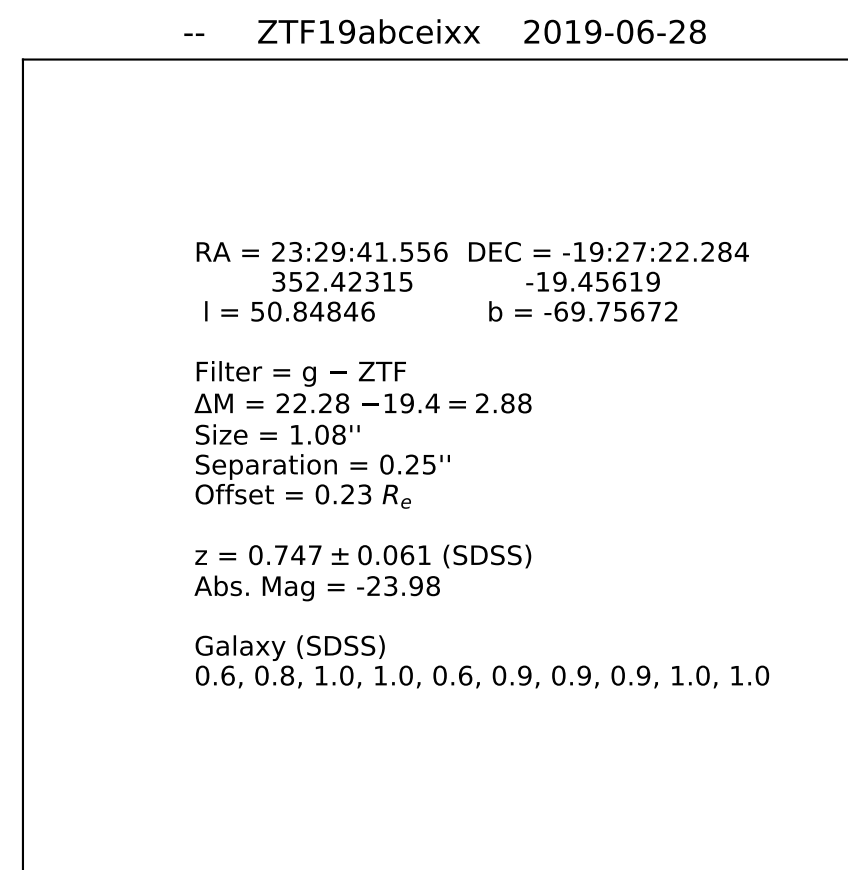 --  ZTF19abceixx  2019-06-28
RA = 23:29:41.556  DEC = -19:27:22.284
352.42315  -19.45619
l = 50.84846  b = -69.75672
Filter = g − ZTF
ΔM = 22.28 −19.4 = 2.88
Size = 1.08''
Separation = 0.25''
Offset = 0.23 Rₑ
z = 0.747 ± 0.061 (SDSS)
Abs. Mag = -23.98
Galaxy (SDSS)
0.6, 0.8, 1.0, 1.0, 0.6, 0.9, 0.9, 0.9, 1.0, 1.0